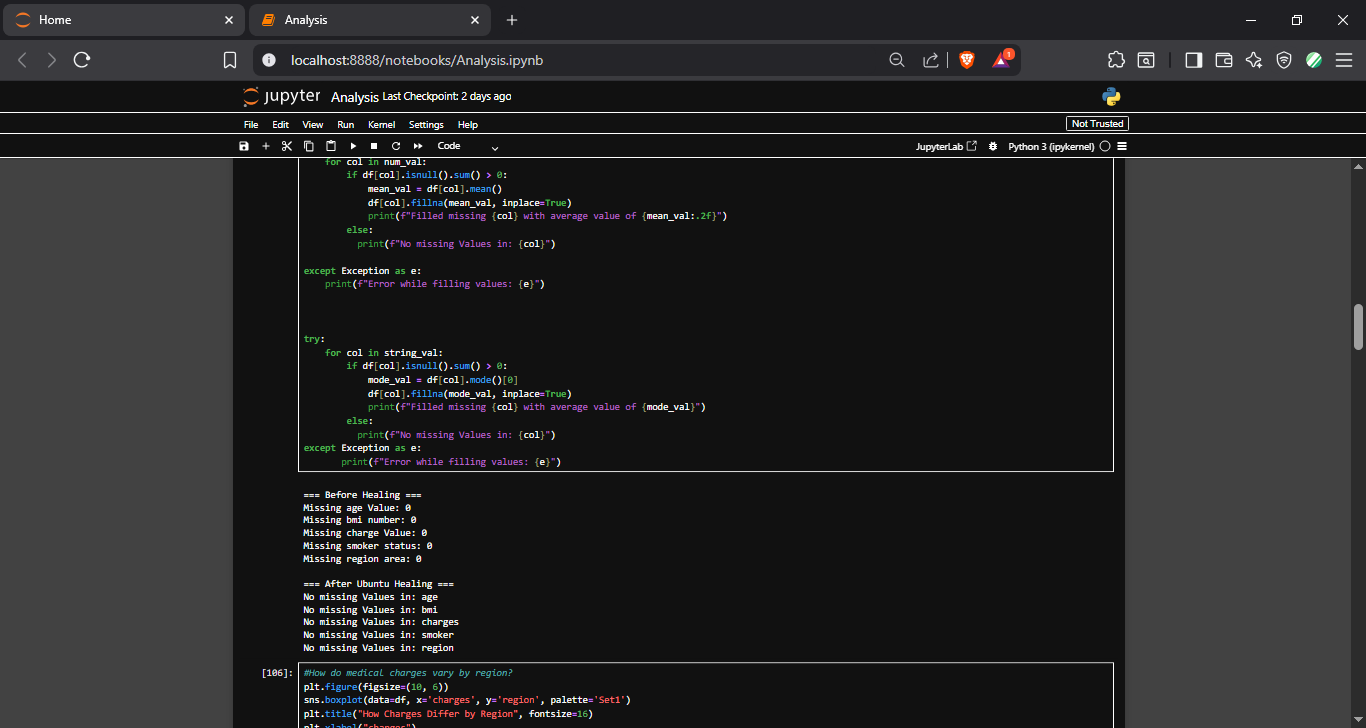 Home
Analysis
localhost:8888/notebooks/Analysis.ipynb
1
jupyter Analysis Last Checkpoint: 2 days ago
File Edit View Run Kernel Settings Help
Not Trusted
Code
JupyterLab
Python 3 (ipykernel)
for col in num_val:
if df[col].isnull().sum() > 0:
mean_val = df[col].mean()
df[col].fillna(mean_val, inplace=True)
print(f"Filled missing {col} with average value of {mean_val:.2f}")
else:
print(f"No missing Values in: {col}")
except Exception as e:
print(f"Error while filling values: {e}")
try:
for col in string_val:
if df[col].isnull().sum() > 0:
mode_val = df[col].mode()[0]
df[col].fillna(mode_val, inplace=True)
print(f"Filled missing {col} with average value of {mode_val}")
else:
print(f"No missing Values in: {col}")
except Exception as e:
print(f"Error while filling values: {e}")
=== Before Healing ===
Missing age Value: 0
Missing bmi number: 0
Missing charge Value: 0
Missing smoker status: 0
Missing region area: 0
=== After Ubuntu Healing ===
No missing Values in: age
No missing Values in: bmi
No missing Values in: charges
No missing Values in: smoker
No missing Values in: region
[106]: #How do medical charges vary by region?
plt.figure(figsize=(10, 6))
sns.boxplot(data=df, x='charges', y='region', palette='Set1')
plt.title("How Charges Differ by Region", fontsize=16)
plt.xlabel("charges")